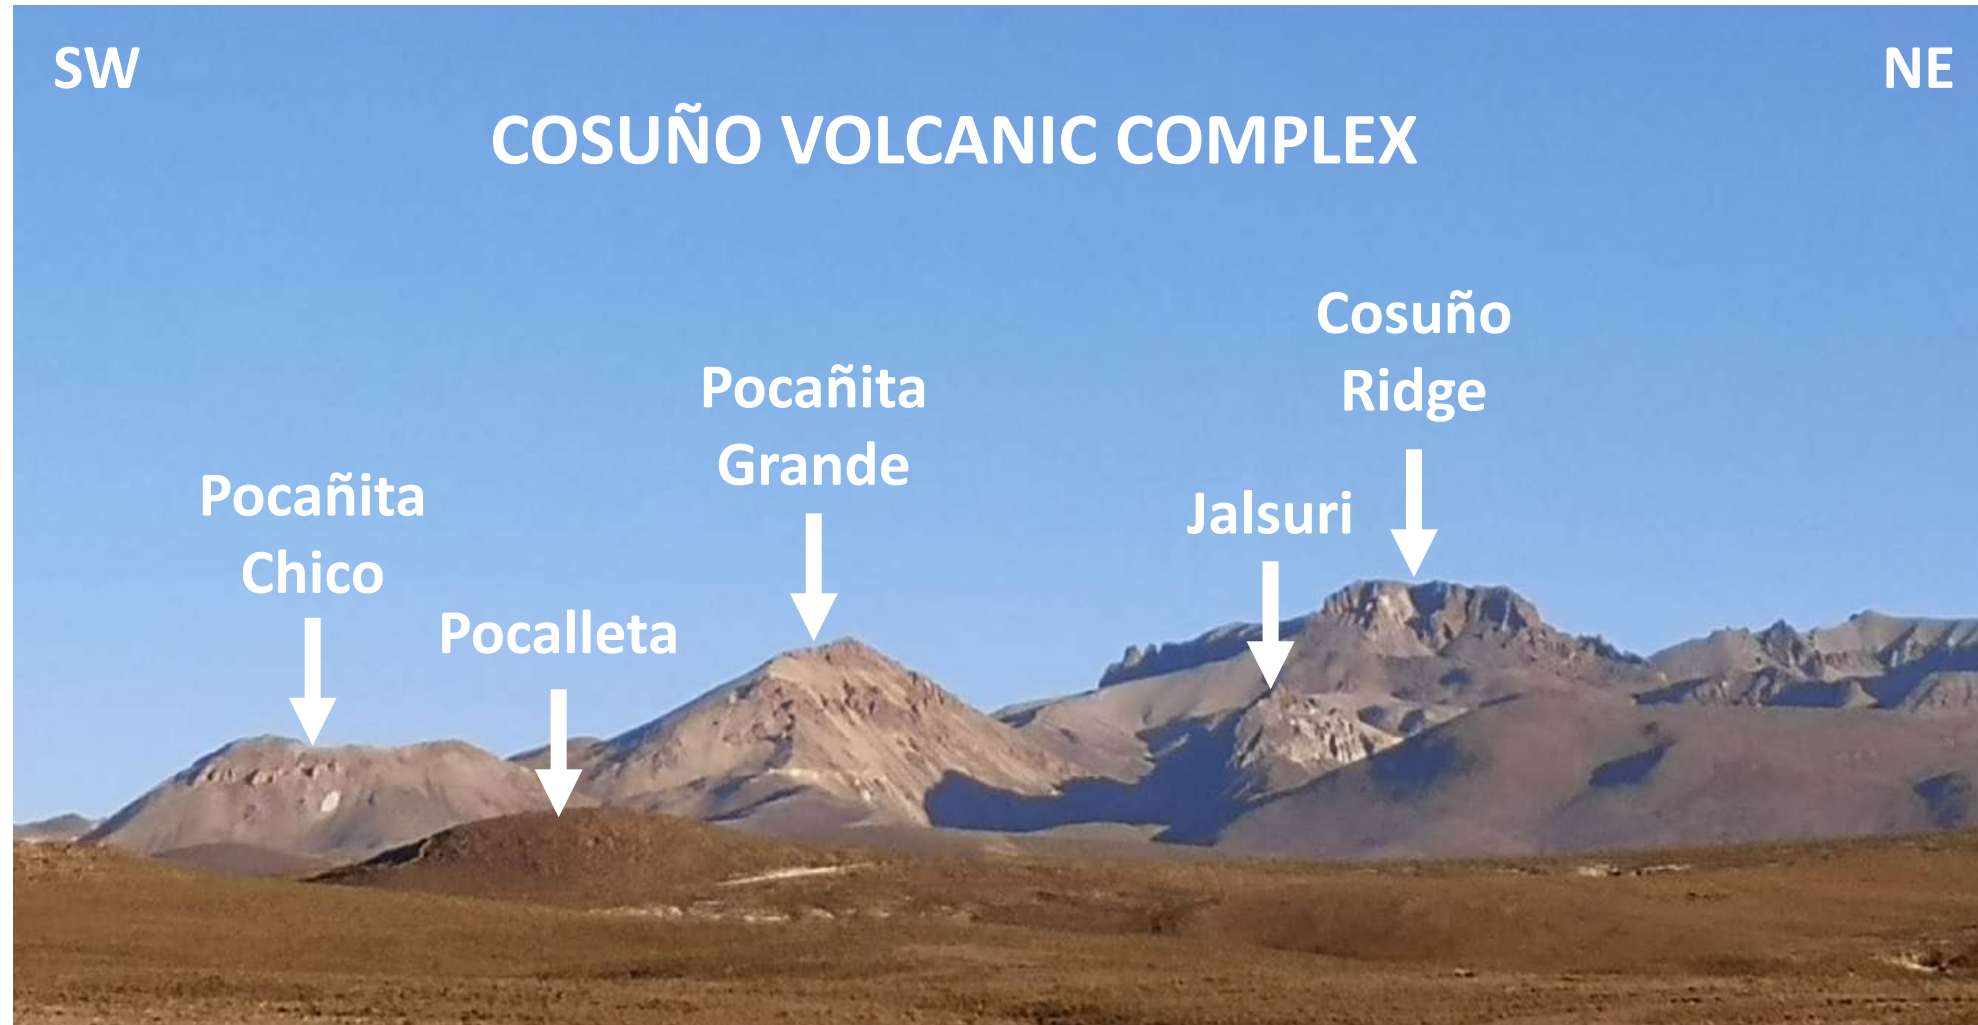 SW
NE
COSUÑO VOLCANIC COMPLEX
Cosuño
Ridge
Pocañita
Grande
Jalsuri
Pocañita
Chico
Pocalleta